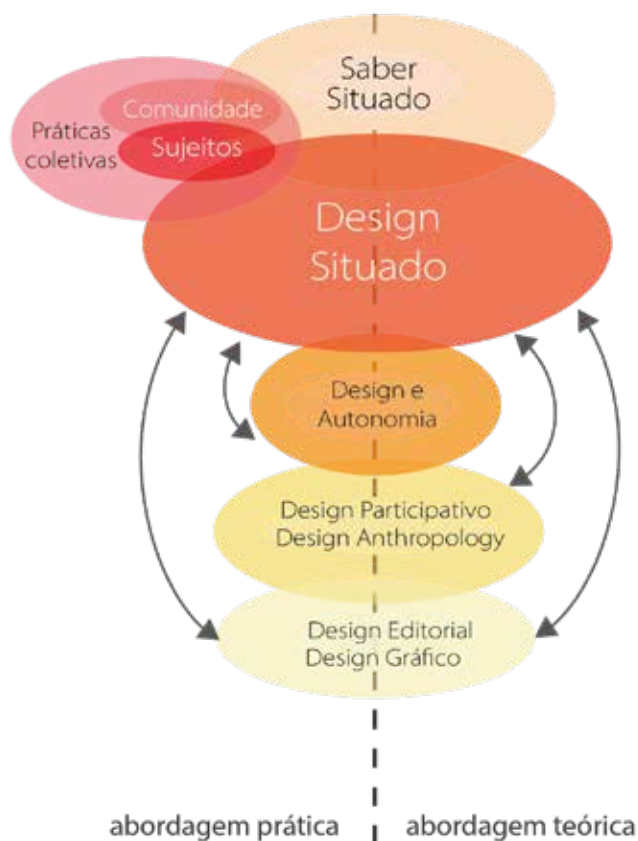 Saber
Situado
Comunidade
Práticas
coletivas
Sujeitos
Design
Situado
Design e
Autonomia
Design Participativo
Design Anthropology
Design Editorial
Design Gráfico
abordagem prática
abordagem teórica